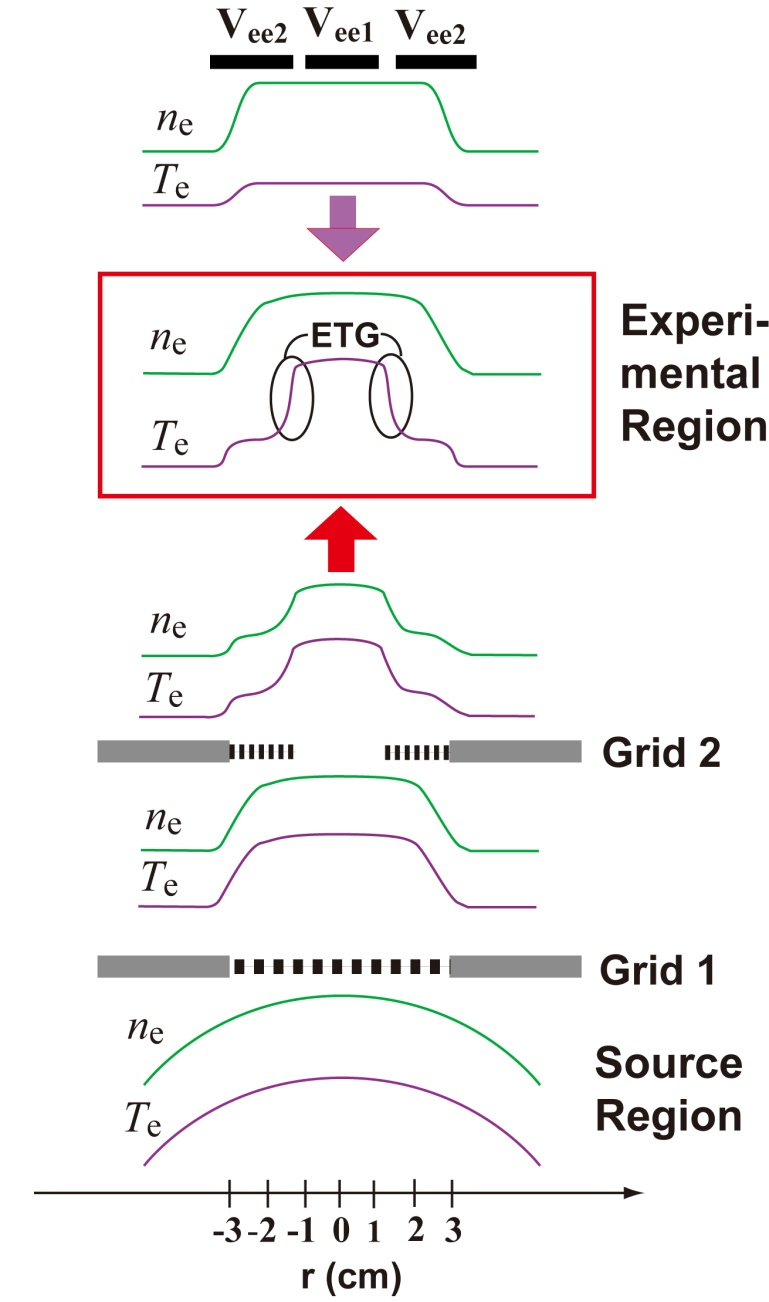 Vee2 Vee1 Vee2
ne
Te
Experi-
mental
Region
ETG
ne
Te
ne
Te
Grid 2
ne
Te
Grid 1
ne
Source
Region
Te
-3 -2 -1 0 1 2 3
r (cm)